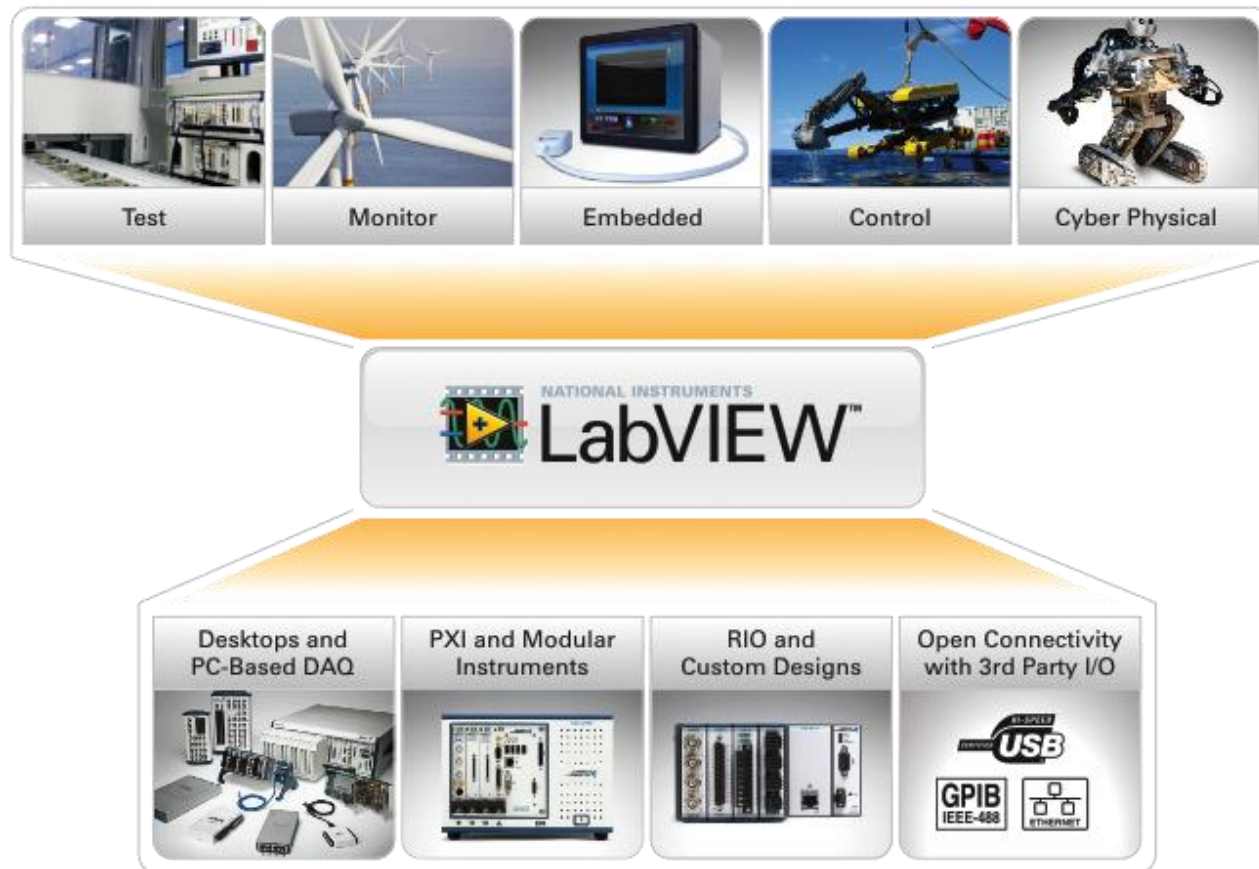 Test
Monitor
Embedded
Control
Cyber Physical
NATIONAL INSTRUMENTS
LabVIEW™
Desktops and
PC-Based DAQ
PXI and Modular
Instruments
RIO and
Custom Designs
Open Connectivity
with 3rd Party I/O
HI-SPEED
CERTIFIED
USB
GPIB
IEEE-488
ETHERNET